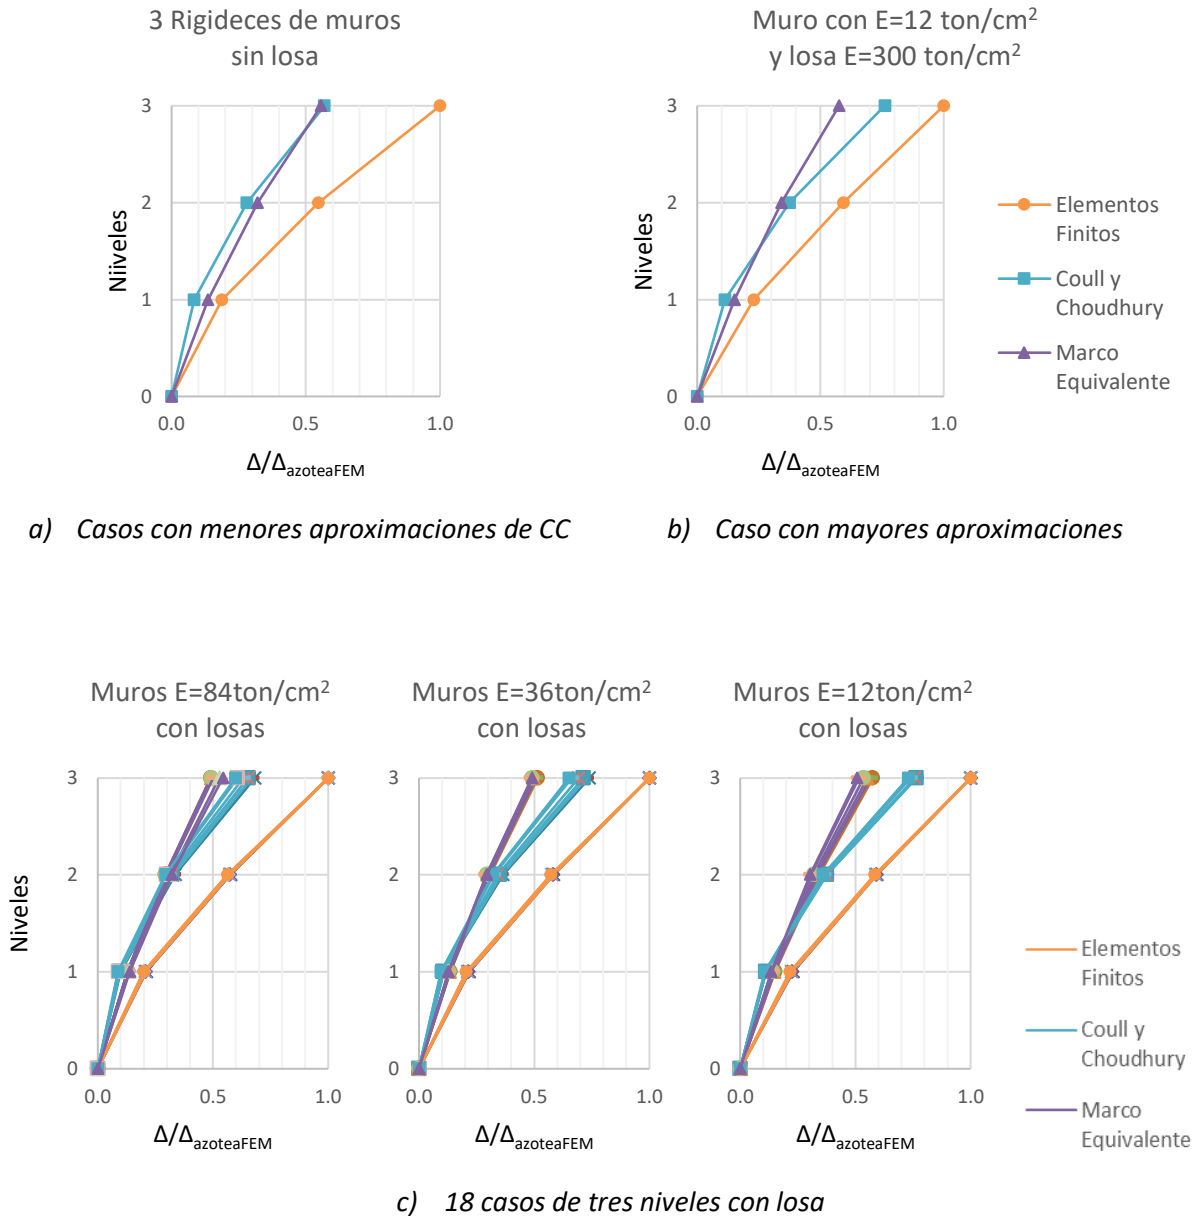 3 Rigideces de muros
sin losa
Niiveles
3
2
1
0
0.0 0.5 1.0
Δ/Δazotea​FEM
a) Casos con menores aproximaciones de CC
Muro con E=12 ton/cm²
y losa E=300 ton/cm²
Niveles
3
2
1
0
0.0 0.5 1.0
Δ/ΔazoteaFEM
Elementos
Finitos
Coull y
Choudhury
Marco
Equivalente
b) Caso con mayores aproximaciones
Muros E=84ton/cm²
con losas
Niveles
3
2
1
0
0.0 0.5 1.0
Δ/ΔazoteaFEM
Muros E=36ton/cm²
con losas
3
2
1
0
0.0 0.5 1.0
Δ/ΔazoteaFEM
Muros E=12ton/cm²
con losas
3
2
1
0
0.0 0.5 1.0
Δ/ΔazoteaFEM
Elementos
Finitos
Coull y
Choudhury
Marco
Equivalente
c) 18 casos de tres niveles con losa